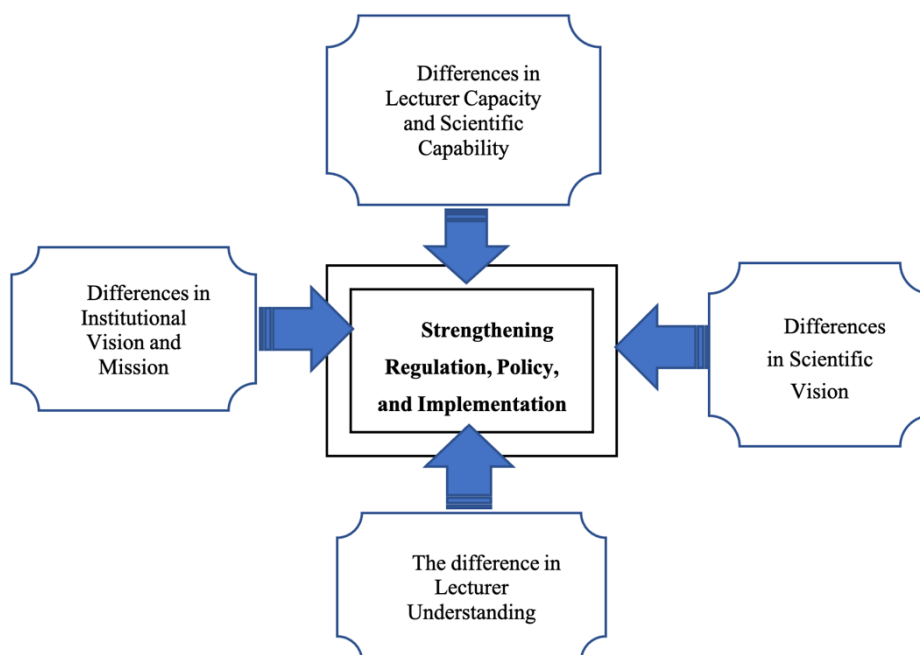 Differences in
Lecturer Capacity
and Scientific
Capability
Differences in
Institutional
Vision and
Mission
Strengthening
Regulation, Policy,
and Implementation
Differences
in Scientific
Vision
The difference in
Lecturer
Understanding